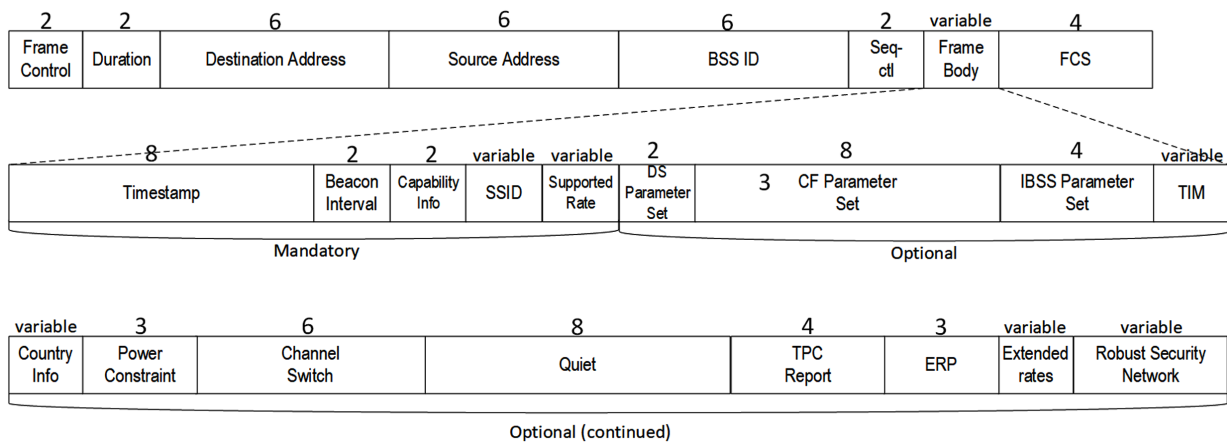 2 2 6 6 6 2 variable 4
Frame Control Duration Destination Address Source Address BSS ID Seq-ctl Frame Body FCS
8 2 2 variable variable 2 8 4 variable
Timestamp Beacon Interval Capability Info SSID Supported Rate DS Parameter Set 3 CF Parameter Set IBSS Parameter Set TIM
Mandatory Optional
variable 3 6 8 4 3 variable variable
Country Info Power Constraint Channel Switch Quiet TPC Report ERP Extended rates Robust Security Network
Optional (continued)